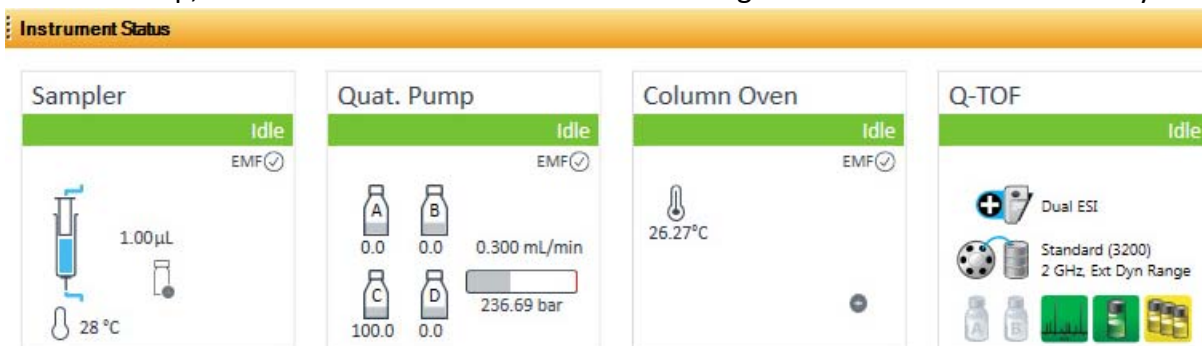 Instrument Status
Sampler
Idle
EMF
1.00 µL
28 °C
Quat. Pump
Idle
EMF
A B
0.0 0.0
0.300 mL/min
C D
236.69 bar
100.0 0.0
Column Oven
Idle
EMF
26.27°C
Q-TOF
Idle
Dual ESI
Standard (3200)
2 GHz, Ext Dyn Range
A B